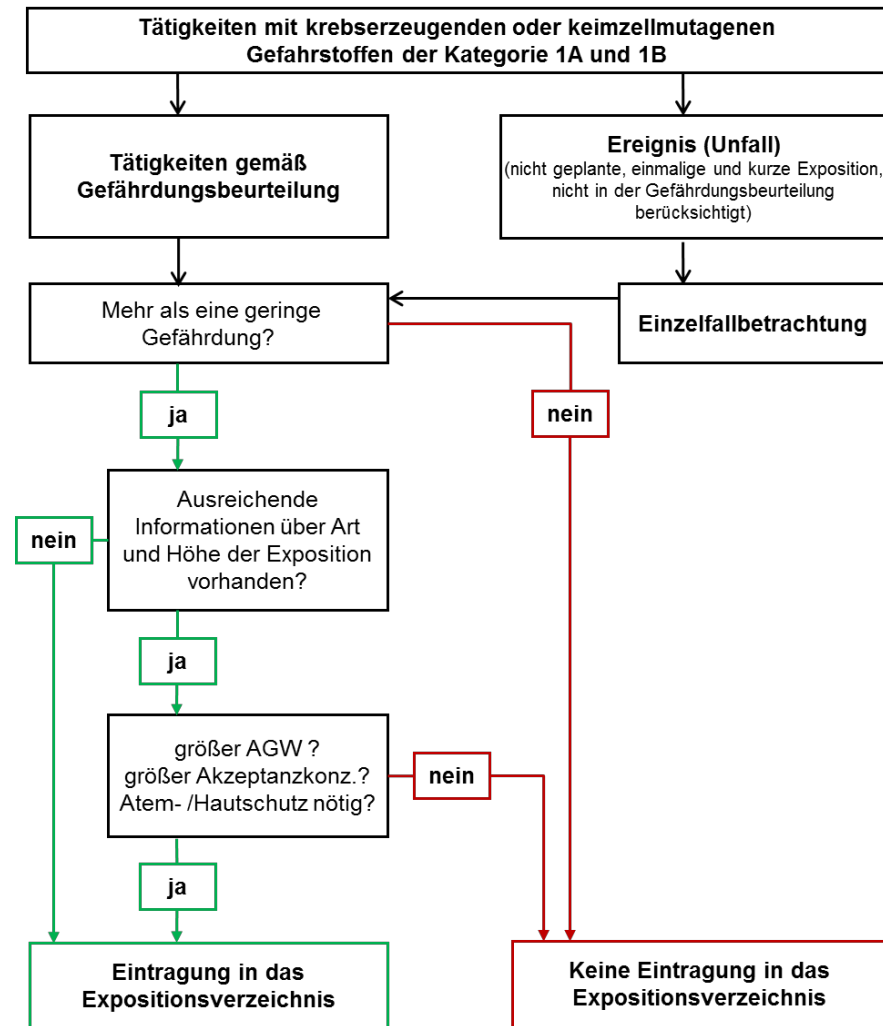 Tätigkeiten mit krebserzeugenden oder keimzellmutagenen
Gefahrstoffen der Kategorie 1A und 1B
Tätigkeiten gemäß
Gefährdungsbeurteilung
Ereignis (Unfall)
(nicht geplante, einmalige und kurze Exposition,
nicht in der Gefährdungsbeurteilung
berücksichtigt)
Mehr als eine geringe
Gefährdung?
Einzelfallbetrachtung
ja
nein
Ausreichende
Informationen über Art
und Höhe der Exposition
vorhanden?
nein
ja
größer AGW ?
größer Akzeptanzkonz.?
Atem- /Hautschutz nötig?
nein
ja
Eintragung in das
Expositionsverzeichnis
Keine Eintragung in das
Expositionsverzeichnis